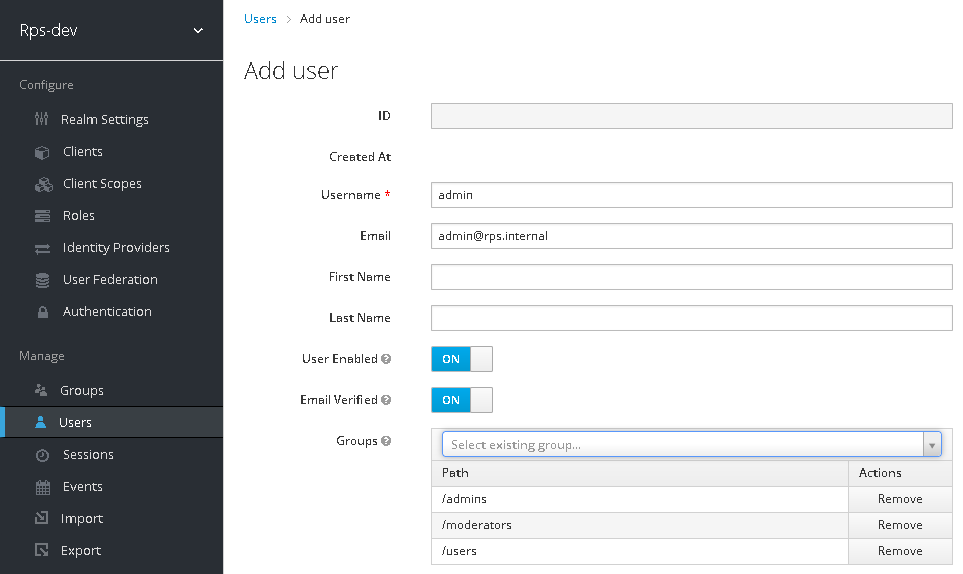 Rps-dev
Configure
Realm Settings
Clients
Client Scopes
Roles
Identity Providers
User Federation
Authentication
Manage
Groups
Users
Sessions
Events
Import
Export
Users > Add user
Add user
ID
Created At
Username * admin
Email admin@rps.internal
First Name
Last Name
User Enabled ON
Email Verified ON
Groups Select existing group...
Path Actions
/admins Remove
/moderators Remove
/users Remove